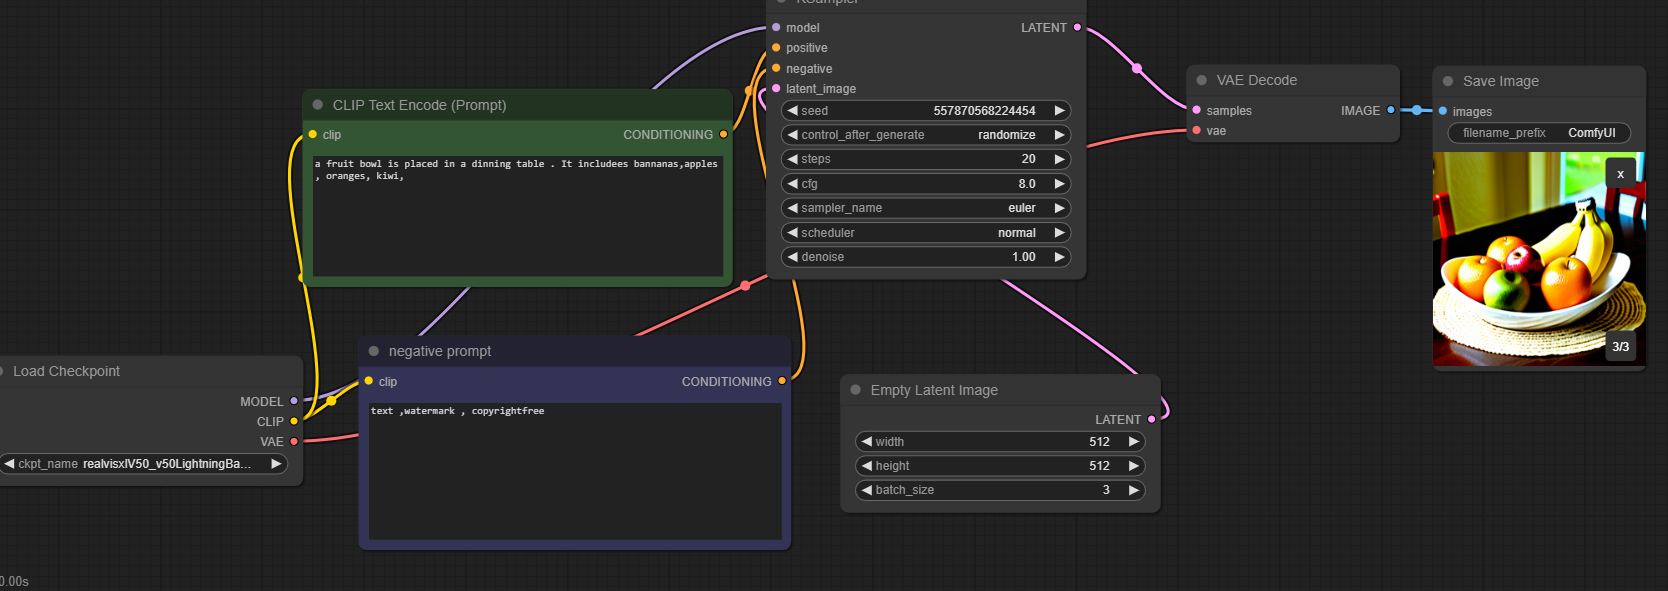 KSampler
model LATENT
positive
negative
latent_image
seed 557870568224454
control_after_generate randomize
steps 20
cfg 8.0
sampler_name euler
scheduler normal
denoise 1.00
CLIP Text Encode (Prompt)
clip CONDITIONING
a fruit bowl is placed in a dinning table . It includees bannanas,apples
, oranges, kiwi,
VAE Decode
samples IMAGE
vae
Save Image
images
filename_prefix ComfyUI
x
3/3
negative prompt
clip CONDITIONING
text ,watermark , copyrightfree
Load Checkpoint
MODEL
CLIP
VAE
ckpt_name realvisxlV50_v50LightningBa...
Empty Latent Image
LATENT
width 512
height 512
batch_size 3
0.00s